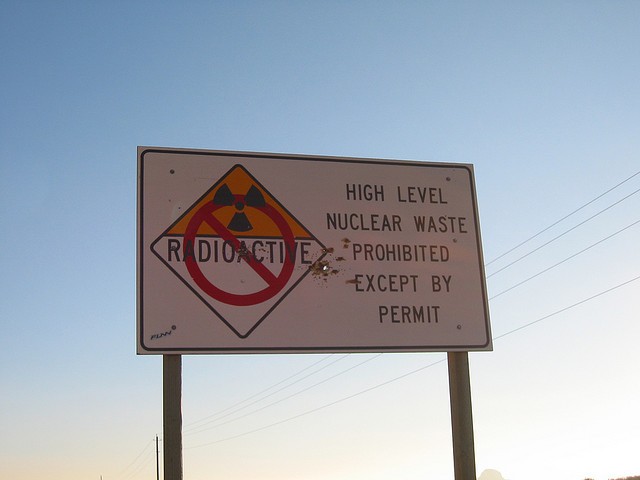 RADIOACTIVE
HIGH LEVEL
NUCLEAR WASTE
PROHIBITED
EXCEPT BY
PERMIT